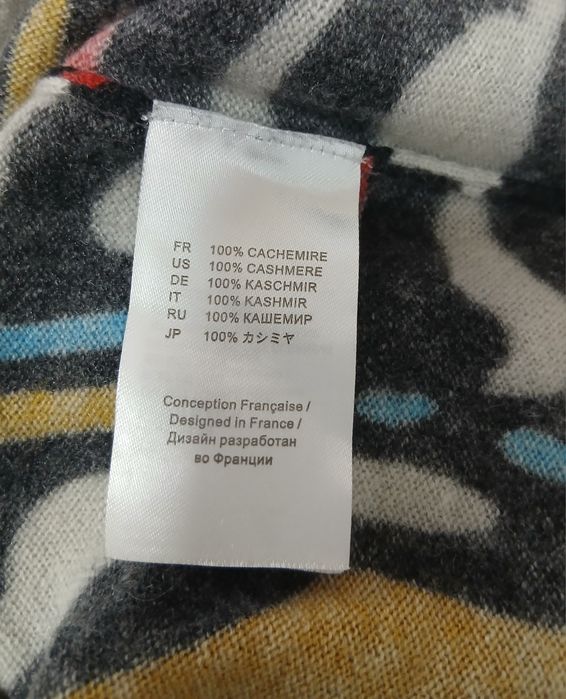 FR 100% CACHEMIRE
US 100% CASHMERE
DE 100% KASCHMIR
IT 100% KASHMIR
RU 100% КАШЕМИР
JP 100% カシミヤ
Conception Française /
Designed in France /
Дизайн разработан
во Франции